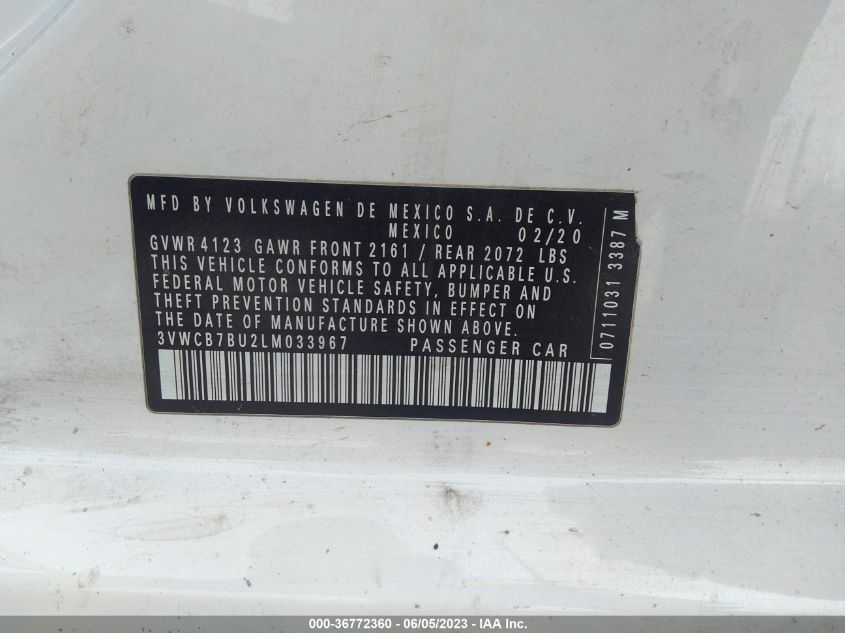 MFD BY VOLKSWAGEN DE MEXICO S.A. DE C.V.
MEXICO 02/20
GVWR 4123 GAWR FRONT 2161 / REAR 2072 LBS
THIS VEHICLE CONFORMS TO ALL APPLICABLE U.S.
FEDERAL MOTOR VEHICLE SAFETY, BUMPER AND
THEFT PREVENTION STANDARDS IN EFFECT ON
THE DATE OF MANUFACTURE SHOWN ABOVE.
3VWCB7BU2LM033967 PASSENGER CAR
0711031 3387 M
000-36772360 - 06/05/2023 - IAA Inc.